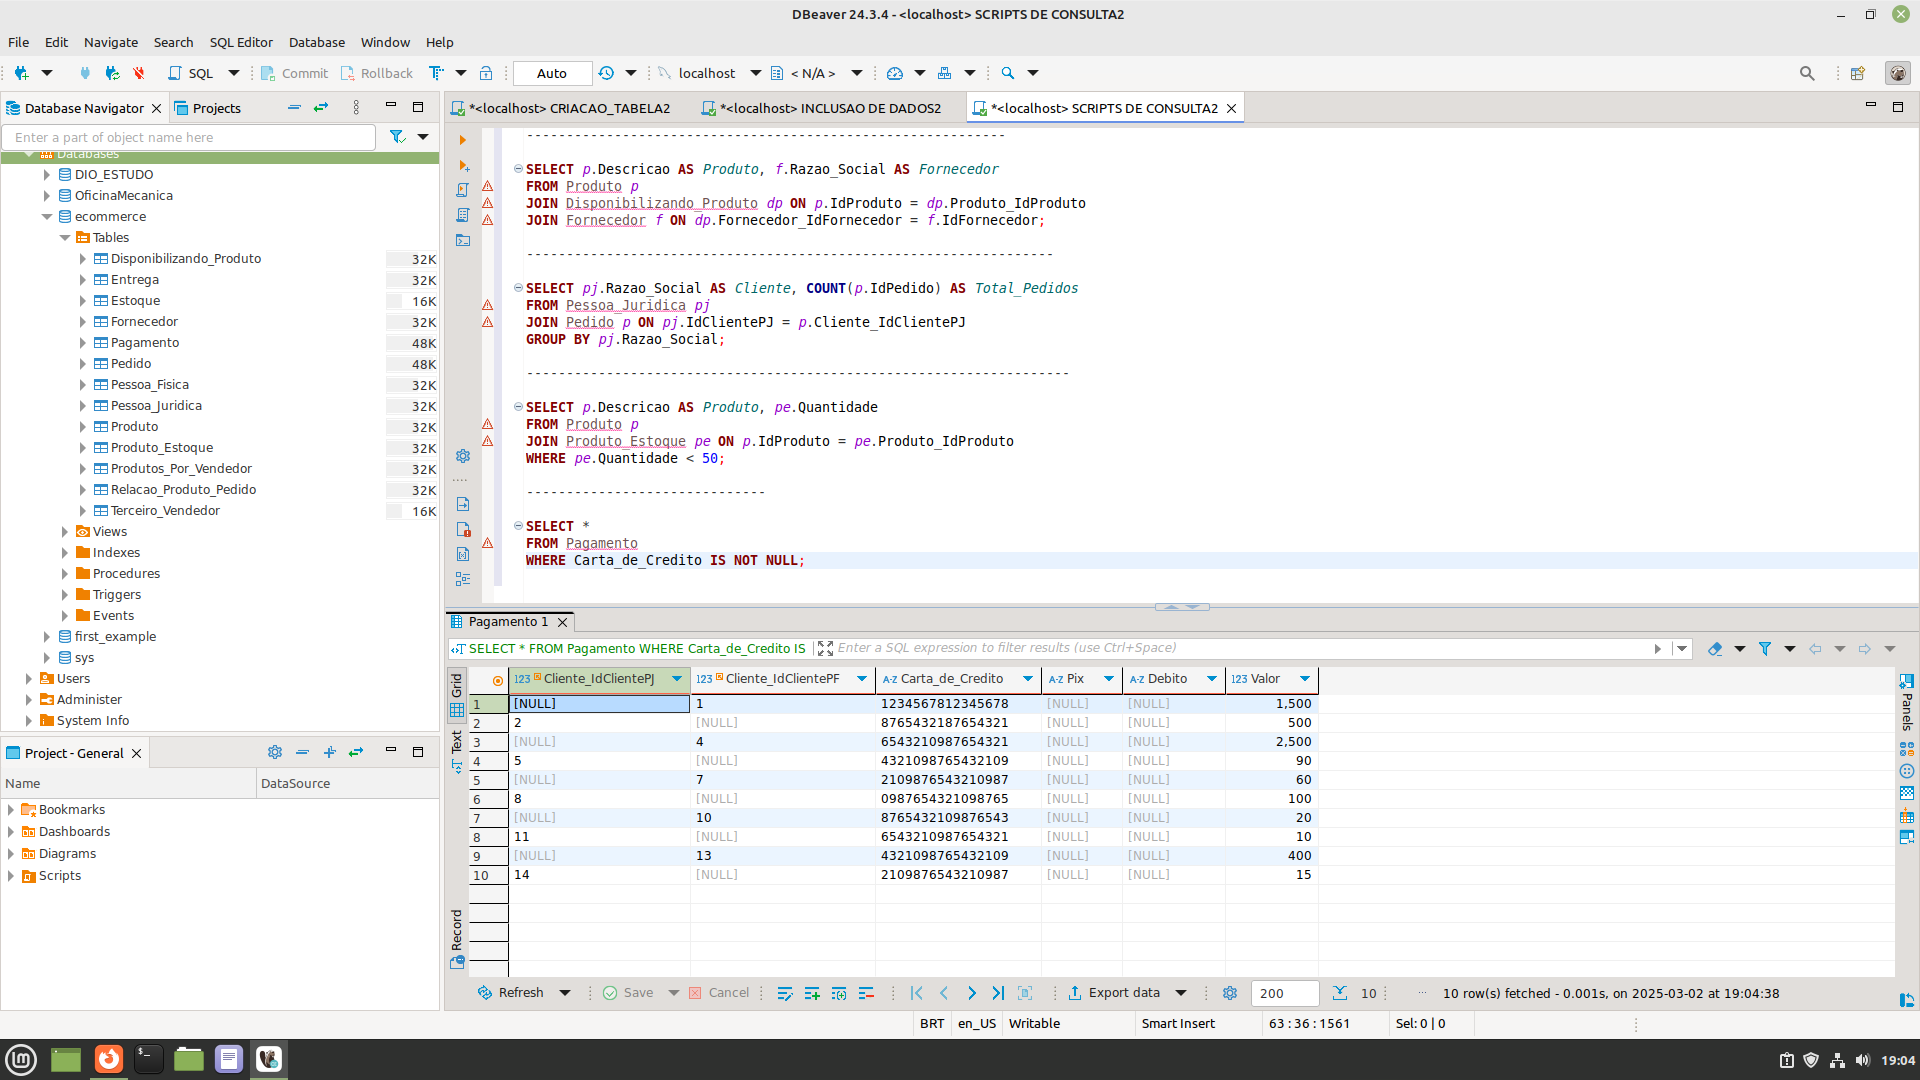 DBeaver 24.3.4 - <localhost> SCRIPTS DE CONSULTA2
File Edit Navigate Search SQL Editor Database Window Help
SQL Commit Rollback Auto localhost < N/A >
Database Navigator Projects
Enter a part of object name here
Databases
DIO_ESTUDO
OficinaMecanica
ecommerce
Tables
Disponibilizando_Produto 32K
Entrega 32K
Estoque 16K
Fornecedor 32K
Pagamento 48K
Pedido 48K
Pessoa_Fisica 32K
Pessoa_Juridica 32K
Produto 32K
Produto_Estoque 32K
Produtos_Por_Vendedor 32K
Relacao_Produto_Pedido 32K
Terceiro_Vendedor 16K
Views
Indexes
Procedures
Triggers
Events
first_example
sys
Users
Administer
System Info
Project - General
Name DataSource
Bookmarks
Dashboards
Diagrams
Scripts
*<localhost> CRIACAO_TABELA2 *<localhost> INCLUSAO DE DADOS2 *<localhost> SCRIPTS DE CONSULTA2
------------------------------------------------------------
SELECT p.Descricao AS Produto, f.Razao_Social AS Fornecedor
FROM Produto p
JOIN Disponibilizando_Produto dp ON p.IdProduto = dp.Produto_IdProduto
JOIN Fornecedor f ON dp.Fornecedor_IdFornecedor = f.IdFornecedor;
------------------------------------------------------------------
SELECT pj.Razao_Social AS Cliente, COUNT(p.IdPedido) AS Total_Pedidos
FROM Pessoa_Juridica pj
JOIN Pedido p ON pj.IdClientePJ = p.Cliente_IdClientePJ
GROUP BY pj.Razao_Social;
--------------------------------------------------------------------
SELECT p.Descricao AS Produto, pe.Quantidade
FROM Produto p
JOIN Produto_Estoque pe ON p.IdProduto = pe.Produto_IdProduto
WHERE pe.Quantidade < 50;
------------------------------
SELECT *
FROM Pagamento
WHERE Carta_de_Credito IS NOT NULL;
Pagamento 1
SELECT * FROM Pagamento WHERE Carta_de_Credito IS Enter a SQL expression to filter results (use Ctrl+Space)
Grid
Text
Record
Panels
123 Cliente_IdClientePJ 123 Cliente_IdClientePF A-Z Carta_de_Credito A-Z Pix A-Z Debito 123 Valor
1 [NULL] 1 1234567812345678 [NULL] [NULL] 1,500
2 2 [NULL] 8765432187654321 [NULL] [NULL] 500
3 [NULL] 4 6543210987654321 [NULL] [NULL] 2,500
4 5 [NULL] 4321098765432109 [NULL] [NULL] 90
5 [NULL] 7 2109876543210987 [NULL] [NULL] 60
6 8 [NULL] 0987654321098765 [NULL] [NULL] 100
7 [NULL] 10 8765432109876543 [NULL] [NULL] 20
8 11 [NULL] 6543210987654321 [NULL] [NULL] 10
9 [NULL] 13 4321098765432109 [NULL] [NULL] 400
10 14 [NULL] 2109876543210987 [NULL] [NULL] 15
Refresh Save Cancel Export data 200 10 ... 10 row(s) fetched - 0.001s, on 2025-03-02 at 19:04:38
BRT en_US Writable Smart Insert 63 : 36 : 1561 Sel: 0 | 0
19:04